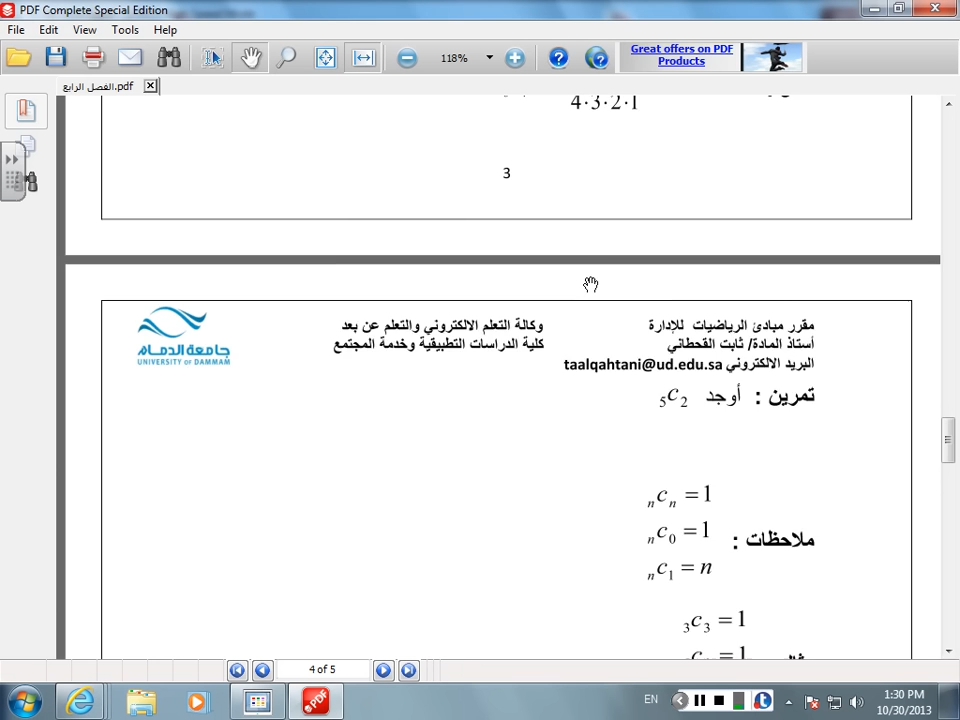 PDF Complete Special Edition
File Edit View Tools Help
118%
Great offers on PDF Products
الفصل الرابع.pdf
4·3·2·1
3
مقرر مبادئ الرياضيات للإدارة
وكالة التعلم الالكتروني والتعلم عن بعد
أستاذ المادة/ ثابت القحطاني
كلية الدراسات التطبيقية وخدمة المجتمع
البريد الالكتروني taalqahtani@ud.edu.sa
جامعة الدمام
UNIVERSITY OF DAMMAM
تمرين : أوجد ₅c₂
ₙcₙ = 1
ملاحظات : ₙc₀ = 1
ₙc₁ = n
₃c₃ = 1
4 of 5
EN
1:30 PM
10/30/2013